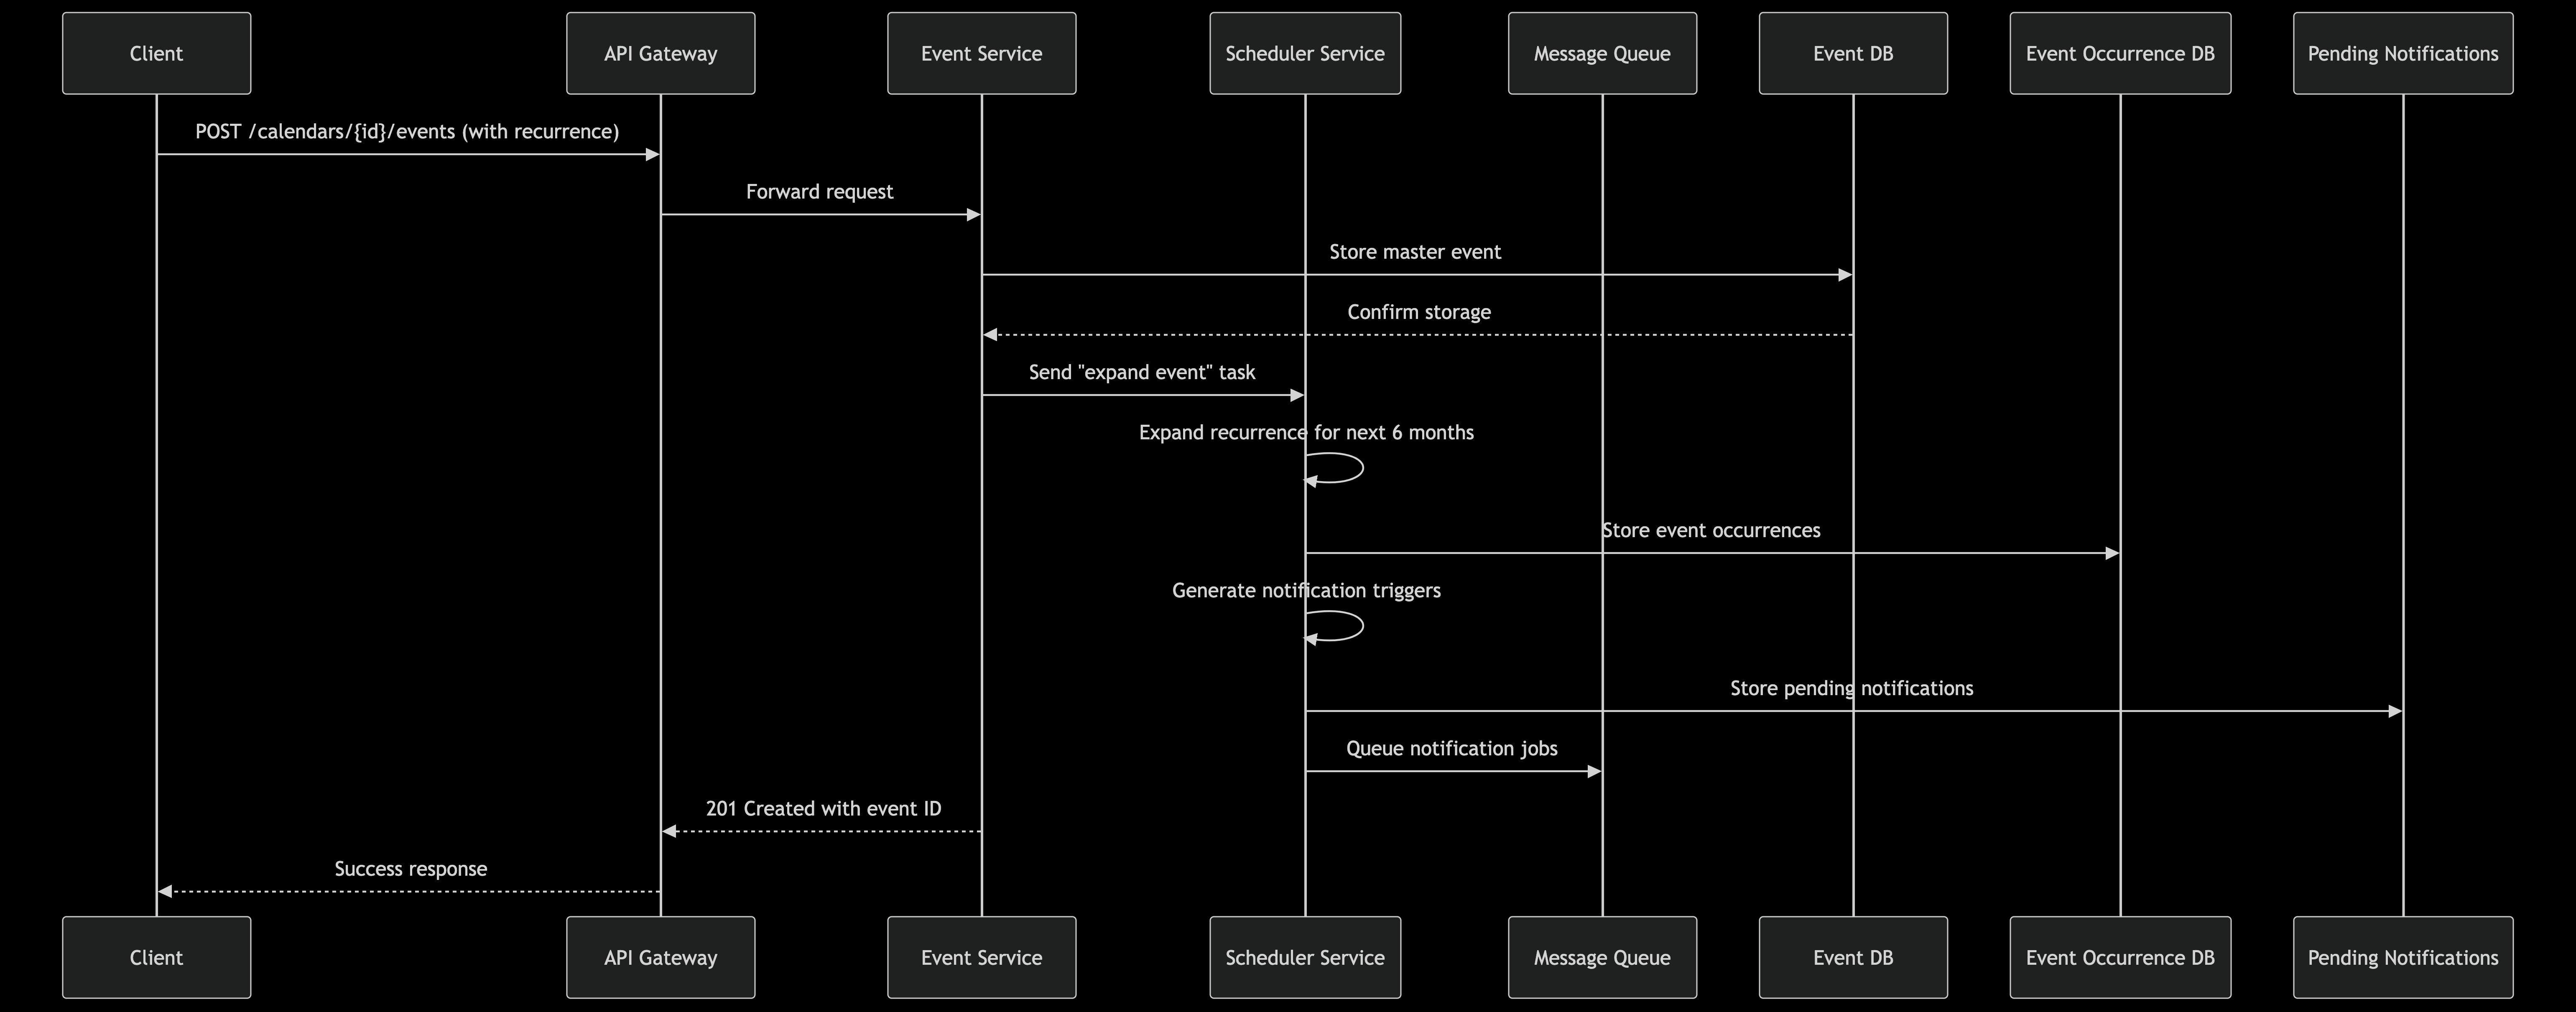 Client
API Gateway
Event Service
Scheduler Service
Message Queue
Event DB
Event Occurrence DB
Pending Notifications
POST /calendars/{id}/events (with recurrence)
Forward request
Store master event
Confirm storage
Send "expand event" task
Expand recurrence for next 6 months
Store event occurrences
Generate notification triggers
Store pending notifications
Queue notification jobs
201 Created with event ID
Success response
Client
API Gateway
Event Service
Scheduler Service
Message Queue
Event DB
Event Occurrence DB
Pending Notifications